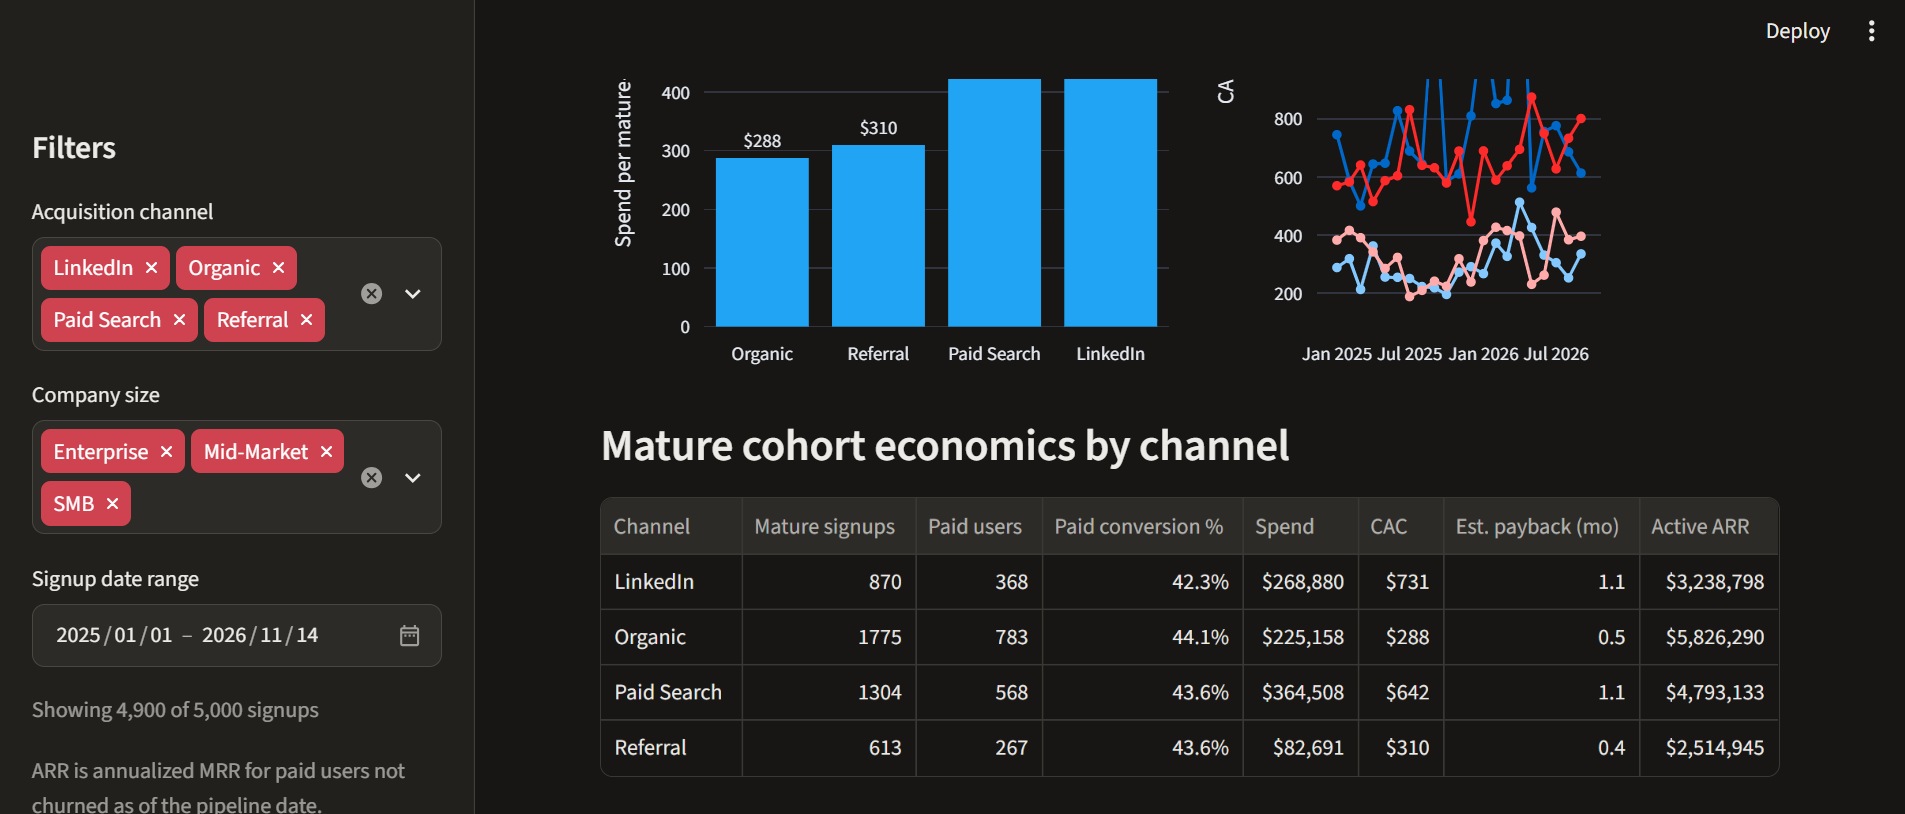 Deploy
Filters
Acquisition channel
LinkedIn
Organic
Paid Search
Referral
Company size
Enterprise
Mid-Market
SMB
Signup date range
2025/01/01 – 2026/11/14
Showing 4,900 of 5,000 signups
ARR is annualized MRR for paid users not
churned as of the pipeline date.
Spend per mature
400
300
200
100
0
$288
$310
Organic Referral Paid Search LinkedIn
CA
800
600
400
200
Jan 2025 Jul 2025 Jan 2026 Jul 2026
Mature cohort economics by channel
Channel Mature signups Paid users Paid conversion % Spend CAC Est. payback (mo) Active ARR
LinkedIn 870 368 42.3% $268,880 $731 1.1 $3,238,798
Organic 1775 783 44.1% $225,158 $288 0.5 $5,826,290
Paid Search 1304 568 43.6% $364,508 $642 1.1 $4,793,133
Referral 613 267 43.6% $82,691 $310 0.4 $2,514,945